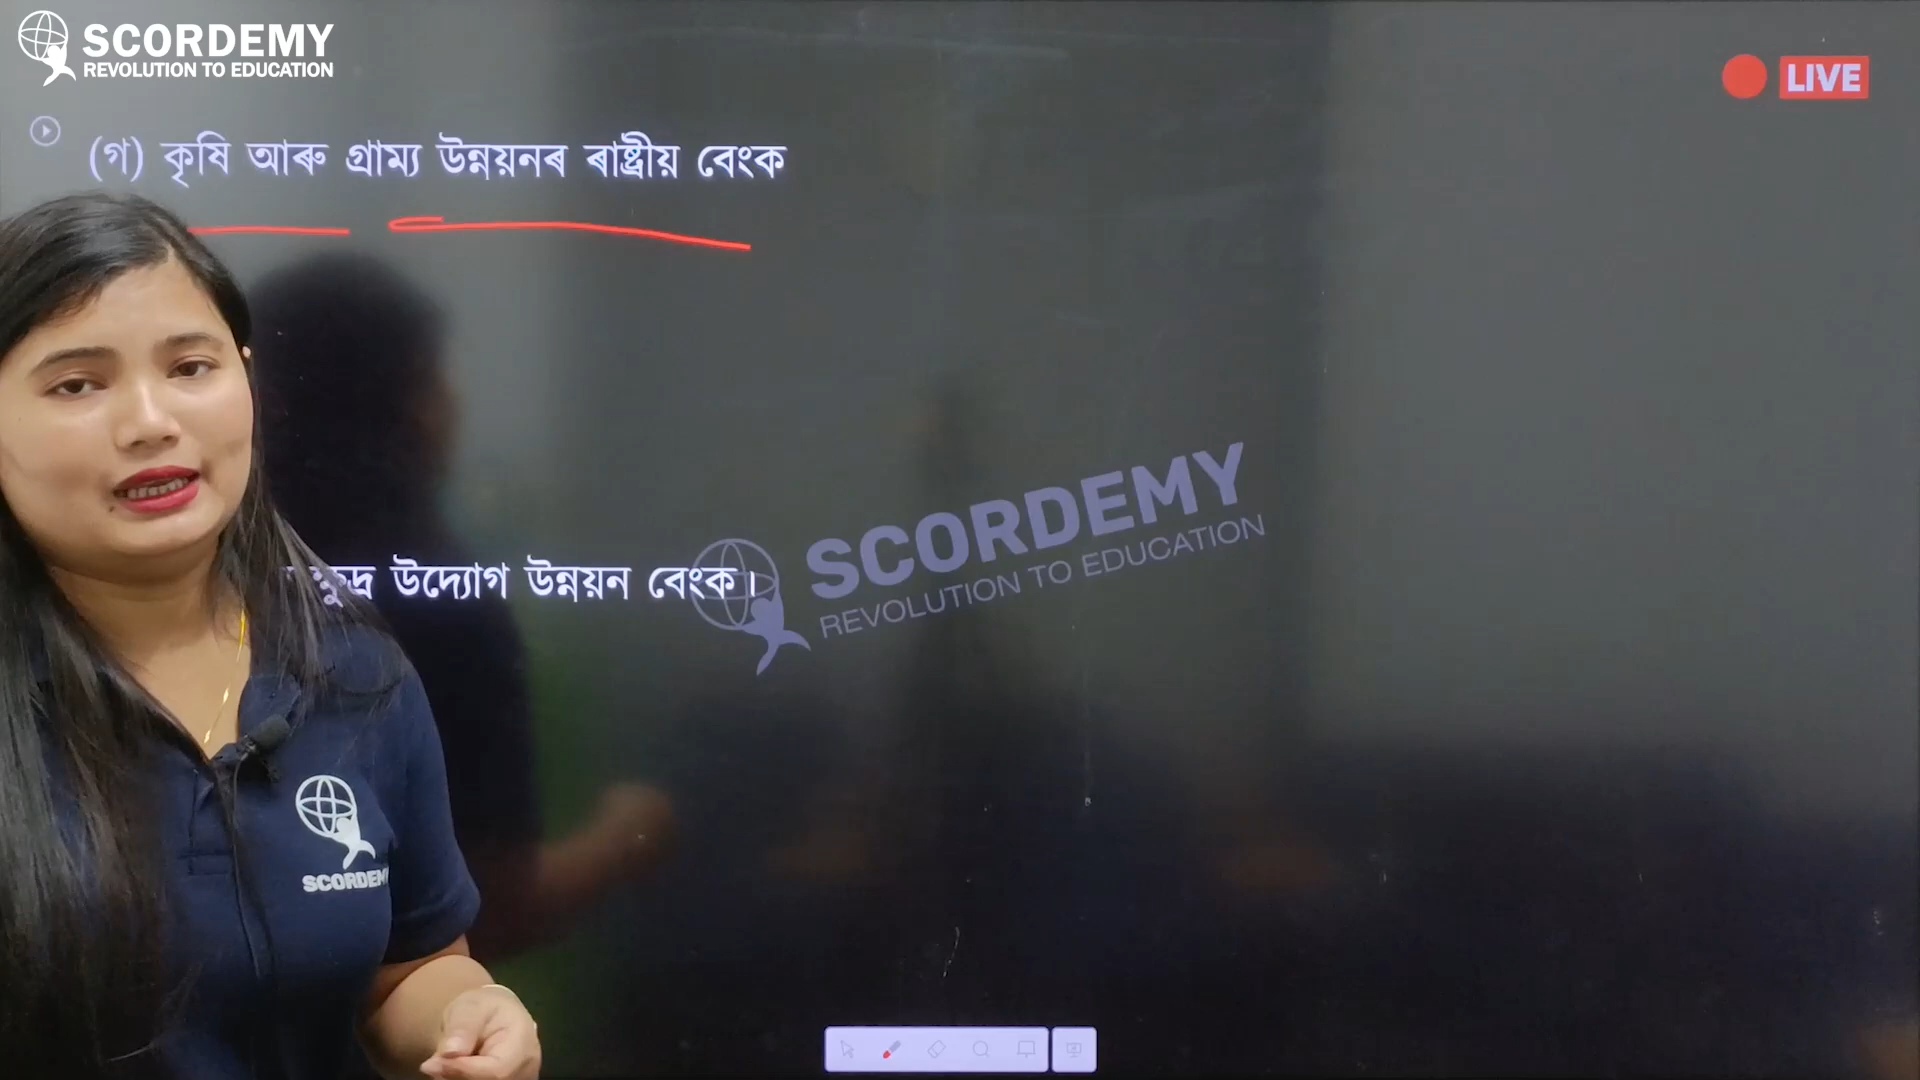 SCORDEMY
REVOLUTION TO EDUCATION
LIVE
(গ) কৃষি আৰু গ্ৰাম্য উন্নয়নৰ ৰাষ্ট্ৰীয় বেংক
ক্ষুদ্ৰ উদ্যোগ উন্নয়ন বেংক।
SCORDEMY
REVOLUTION TO EDUCATION
SCORDEMY